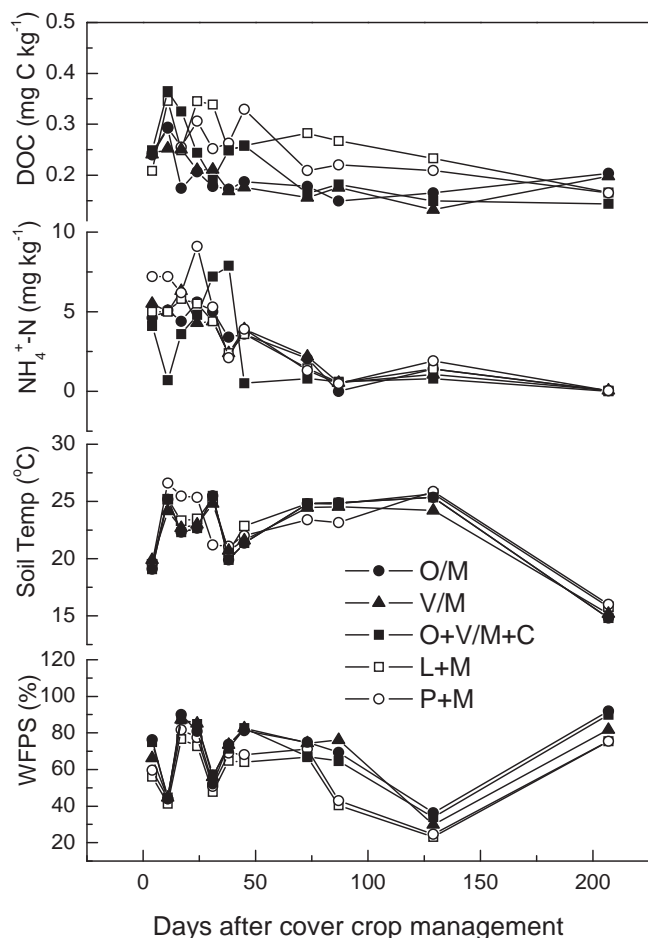 0.5
0.4
0.3
0.2
DOC (mg C kg⁻¹)
10
5
0
NH₄⁺-N (mg kg⁻¹)
30
25
20
15
Soil Temp (°C)
O/M
V/M
O+V/M+C
L+M
P+M
120
100
80
60
40
20
WFPS (%)
0 50 100 150 200
Days after cover crop management